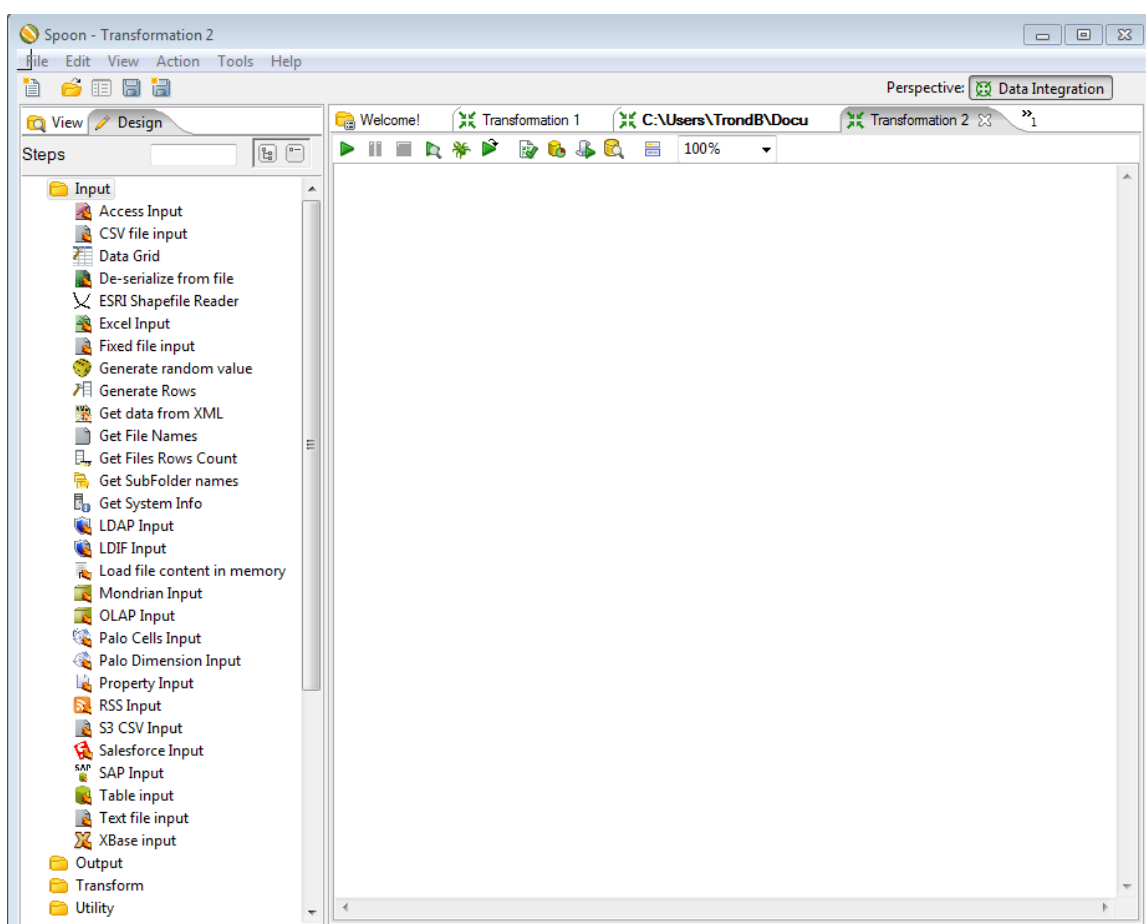 Spoon - Transformation 2
File Edit View Action Tools Help
Perspective: Data Integration
View Design
Welcome! Transformation 1 C:\Users\TrondB\Docu Transformation 2 »1
Steps
100%
Input
Access Input
CSV file input
Data Grid
De-serialize from file
ESRI Shapefile Reader
Excel Input
Fixed file input
Generate random value
Generate Rows
Get data from XML
Get File Names
Get Files Rows Count
Get SubFolder names
Get System Info
LDAP Input
LDIF Input
Load file content in memory
Mondrian Input
OLAP Input
Palo Cells Input
Palo Dimension Input
Property Input
RSS Input
S3 CSV Input
Salesforce Input
SAP SAP Input
Table input
Text file input
XBase input
Output
Transform
Utility